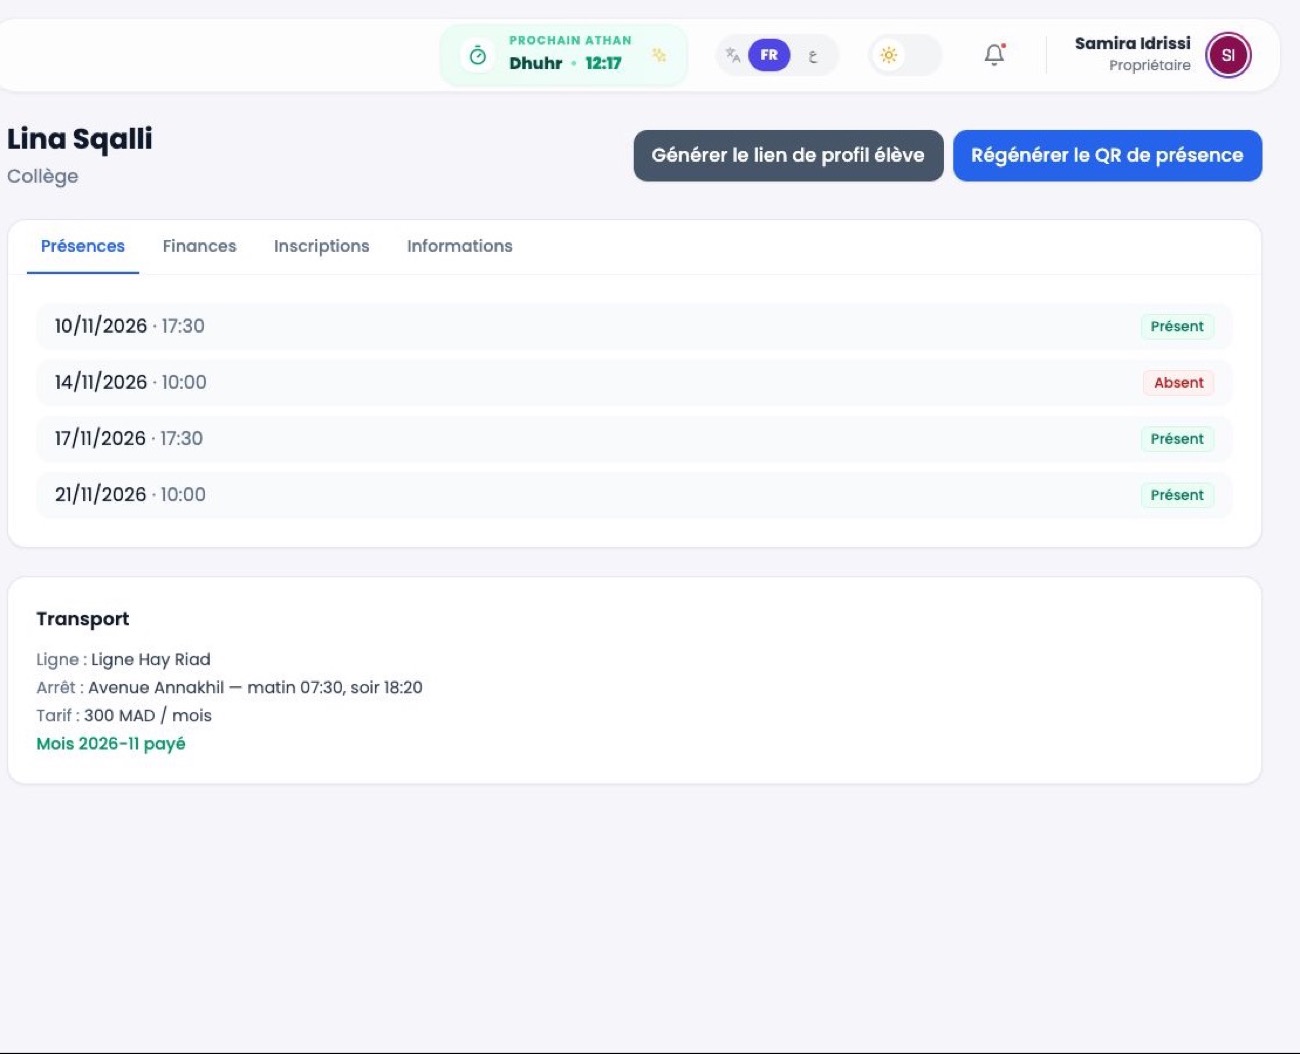 PROCHAIN ATHAN
Dhuhr • 12:17
FR
ع
Samira Idrissi
Propriétaire
SI
Lina Sqalli
Collège
Générer le lien de profil élève
Régénérer le QR de présence
Présences
Finances
Inscriptions
Informations
10/11/2026 · 17:30
Présent
14/11/2026 · 10:00
Absent
17/11/2026 · 17:30
Présent
21/11/2026 · 10:00
Présent
Transport
Ligne : Ligne Hay Riad
Arrêt : Avenue Annakhil — matin 07:30, soir 18:20
Tarif : 300 MAD / mois
Mois 2026-11 payé